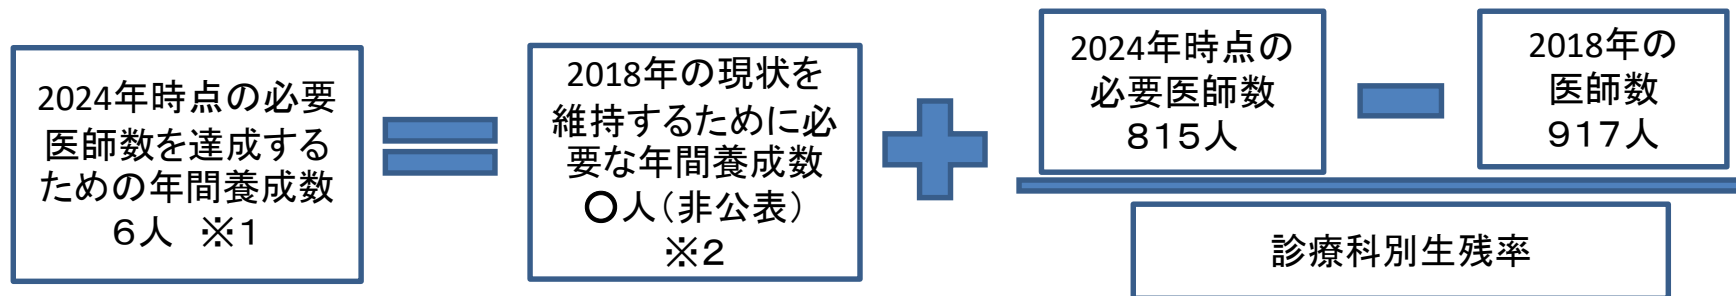 2024年時点の必要
医師数を達成する
ための年間養成数
６人　※１
2018年の現状を
維持するために必
要な年間養成数
〇人（非公表）
※２
2024年時点の
必要医師数
８１５人
2018年の
医師数
９１７人
診療科別生残率